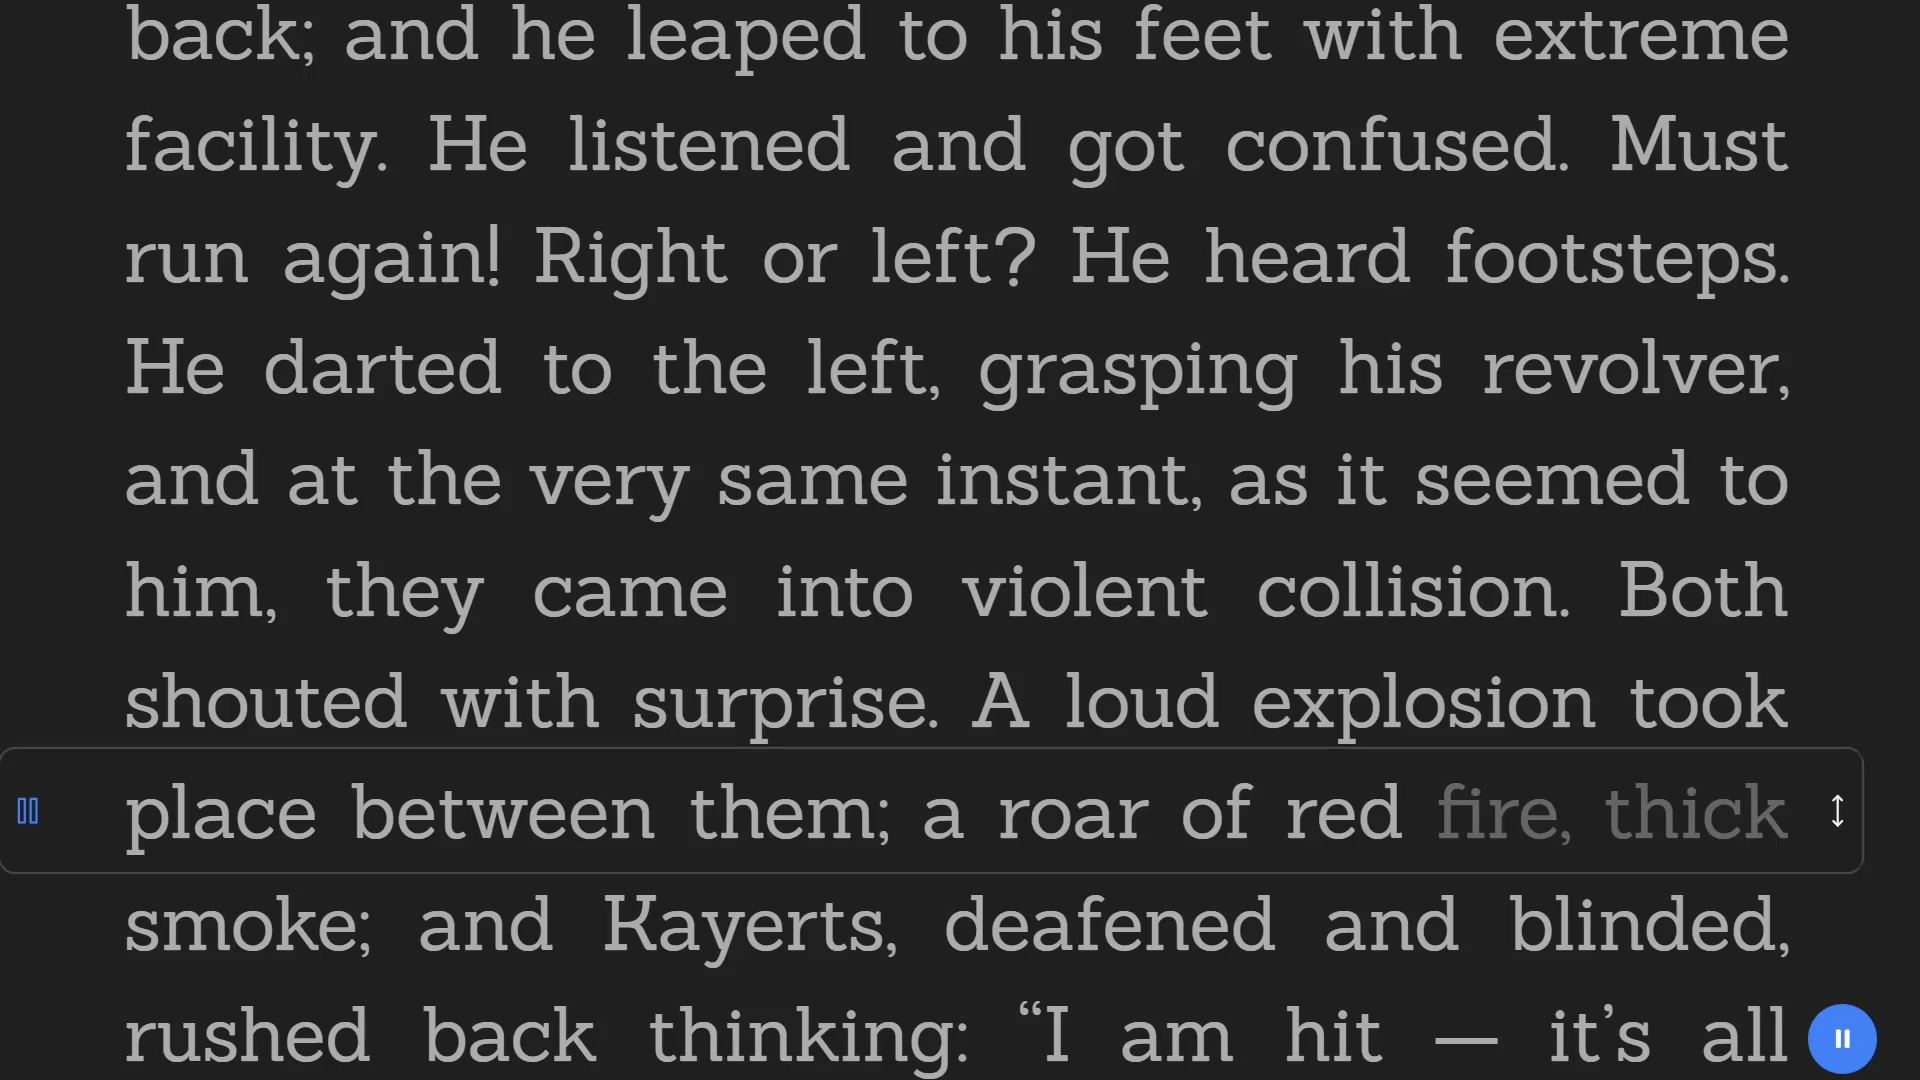 back; and he leaped to his feet with extreme
facility. He listened and got confused. Must
run again! Right or left? He heard footsteps.
He darted to the left, grasping his revolver,
and at the very same instant, as it seemed to
him, they came into violent collision. Both
shouted with surprise. A loud explosion took
place between them; a roar of red fire, thick
smoke; and Kayerts, deafened and blinded,
rushed back thinking: “I am hit — it’s all